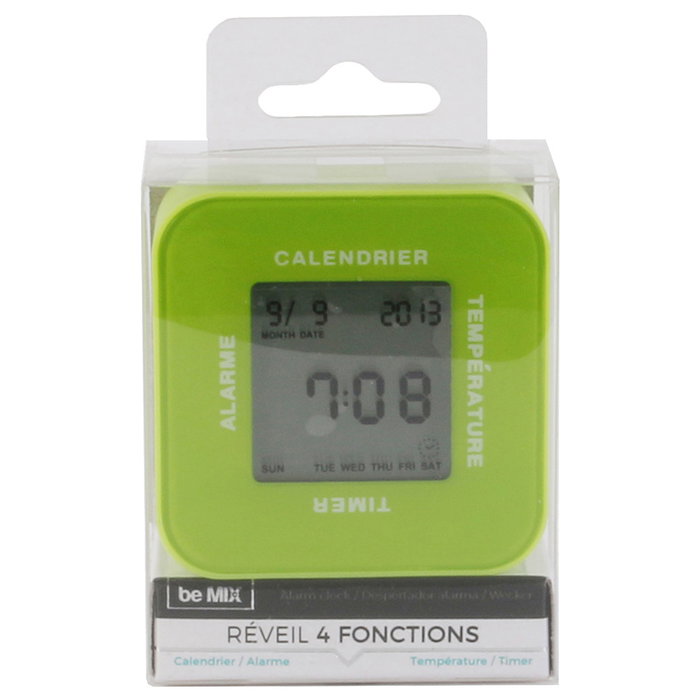 CALENDRIER
9/ 9 2013
MONTH DATE
ALARME
TEMPÉRATURE
7:08
SUN TUE WED THU FRI SAT
TIMER
be MIX
Alarm clock / Despertador alarma / Wecker
RÉVEIL 4 FONCTIONS
Calendrier / Alarme
Température / Timer